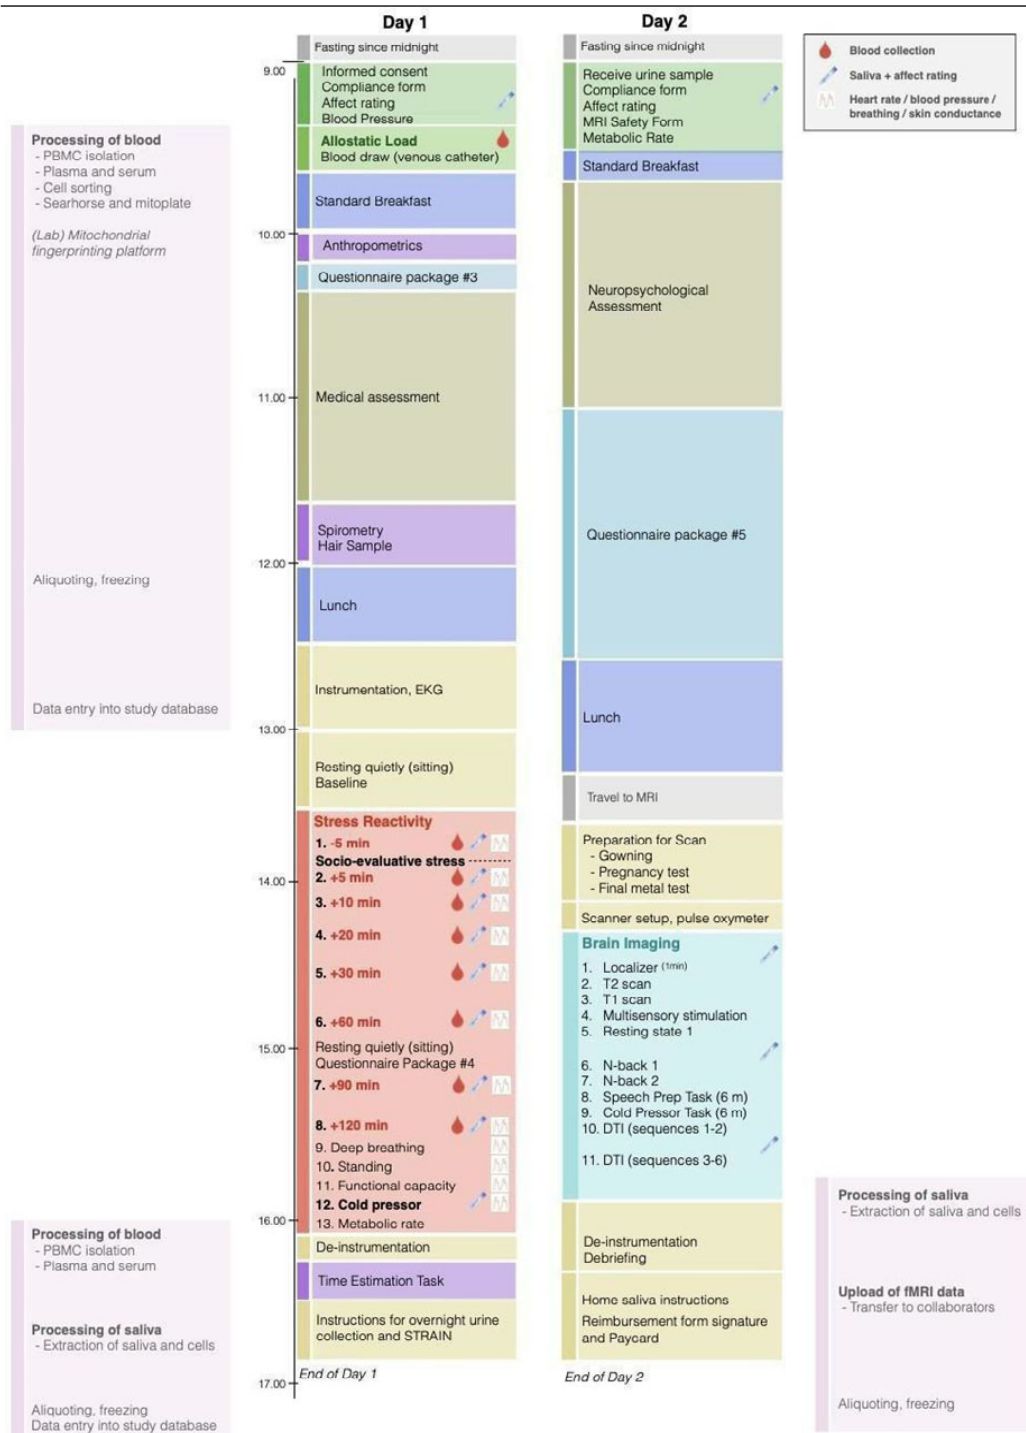 Day 1
Day 2
Fasting since midnight
Fasting since midnight
Blood collection
Saliva + affect rating
Heart rate / blood pressure /
breathing / skin conductance
9.00
Informed consent
Compliance form
Affect rating
Blood Pressure
Allostatic Load
Blood draw (venous catheter)
Standard Breakfast
10.00
Anthropometrics
Questionnaire package #3
Medical assessment
11.00
Spirometry
Hair Sample
12.00
Lunch
Instrumentation, EKG
13.00
Resting quietly (sitting)
Baseline
Stress Reactivity
1. -5 min
Socio-evaluative stress
14.00
2. +5 min
3. +10 min
4. +20 min
5. +30 min
6. +60 min
15.00
Resting quietly (sitting)
Questionnaire Package #4
7. +90 min
8. +120 min
9. Deep breathing
10. Standing
11. Functional capacity
12. Cold pressor
16.00
13. Metabolic rate
De-instrumentation
Time Estimation Task
Instructions for overnight urine
collection and STRAIN
17.00
End of Day 1
Receive urine sample
Compliance form
Affect rating
MRI Safety Form
Metabolic Rate
Standard Breakfast
Neuropsychological
Assessment
Questionnaire package #5
Lunch
Travel to MRI
Preparation for Scan
- Gowning
- Pregnancy test
- Final metal test
Scanner setup, pulse oxymeter
Brain Imaging
1. Localizer (1min)
2. T2 scan
3. T1 scan
4. Multisensory stimulation
5. Resting state 1
6. N-back 1
7. N-back 2
8. Speech Prep Task (6 m)
9. Cold Pressor Task (6 m)
10. DTI (sequences 1-2)
11. DTI (sequences 3-6)
De-instrumentation
Debriefing
Home saliva instructions
Reimbursement form signature
and Paycard
End of Day 2
Processing of blood
- PBMC isolation
- Plasma and serum
- Cell sorting
- Searhorse and mitoplate
(Lab) Mitochondrial
fingerprinting platform
Aliquoting, freezing
Data entry into study database
Processing of blood
- PBMC isolation
- Plasma and serum
Processing of saliva
- Extraction of saliva and cells
Aliquoting, freezing
Data entry into study database
Processing of saliva
- Extraction of saliva and cells
Upload of fMRI data
- Transfer to collaborators
Aliquoting, freezing